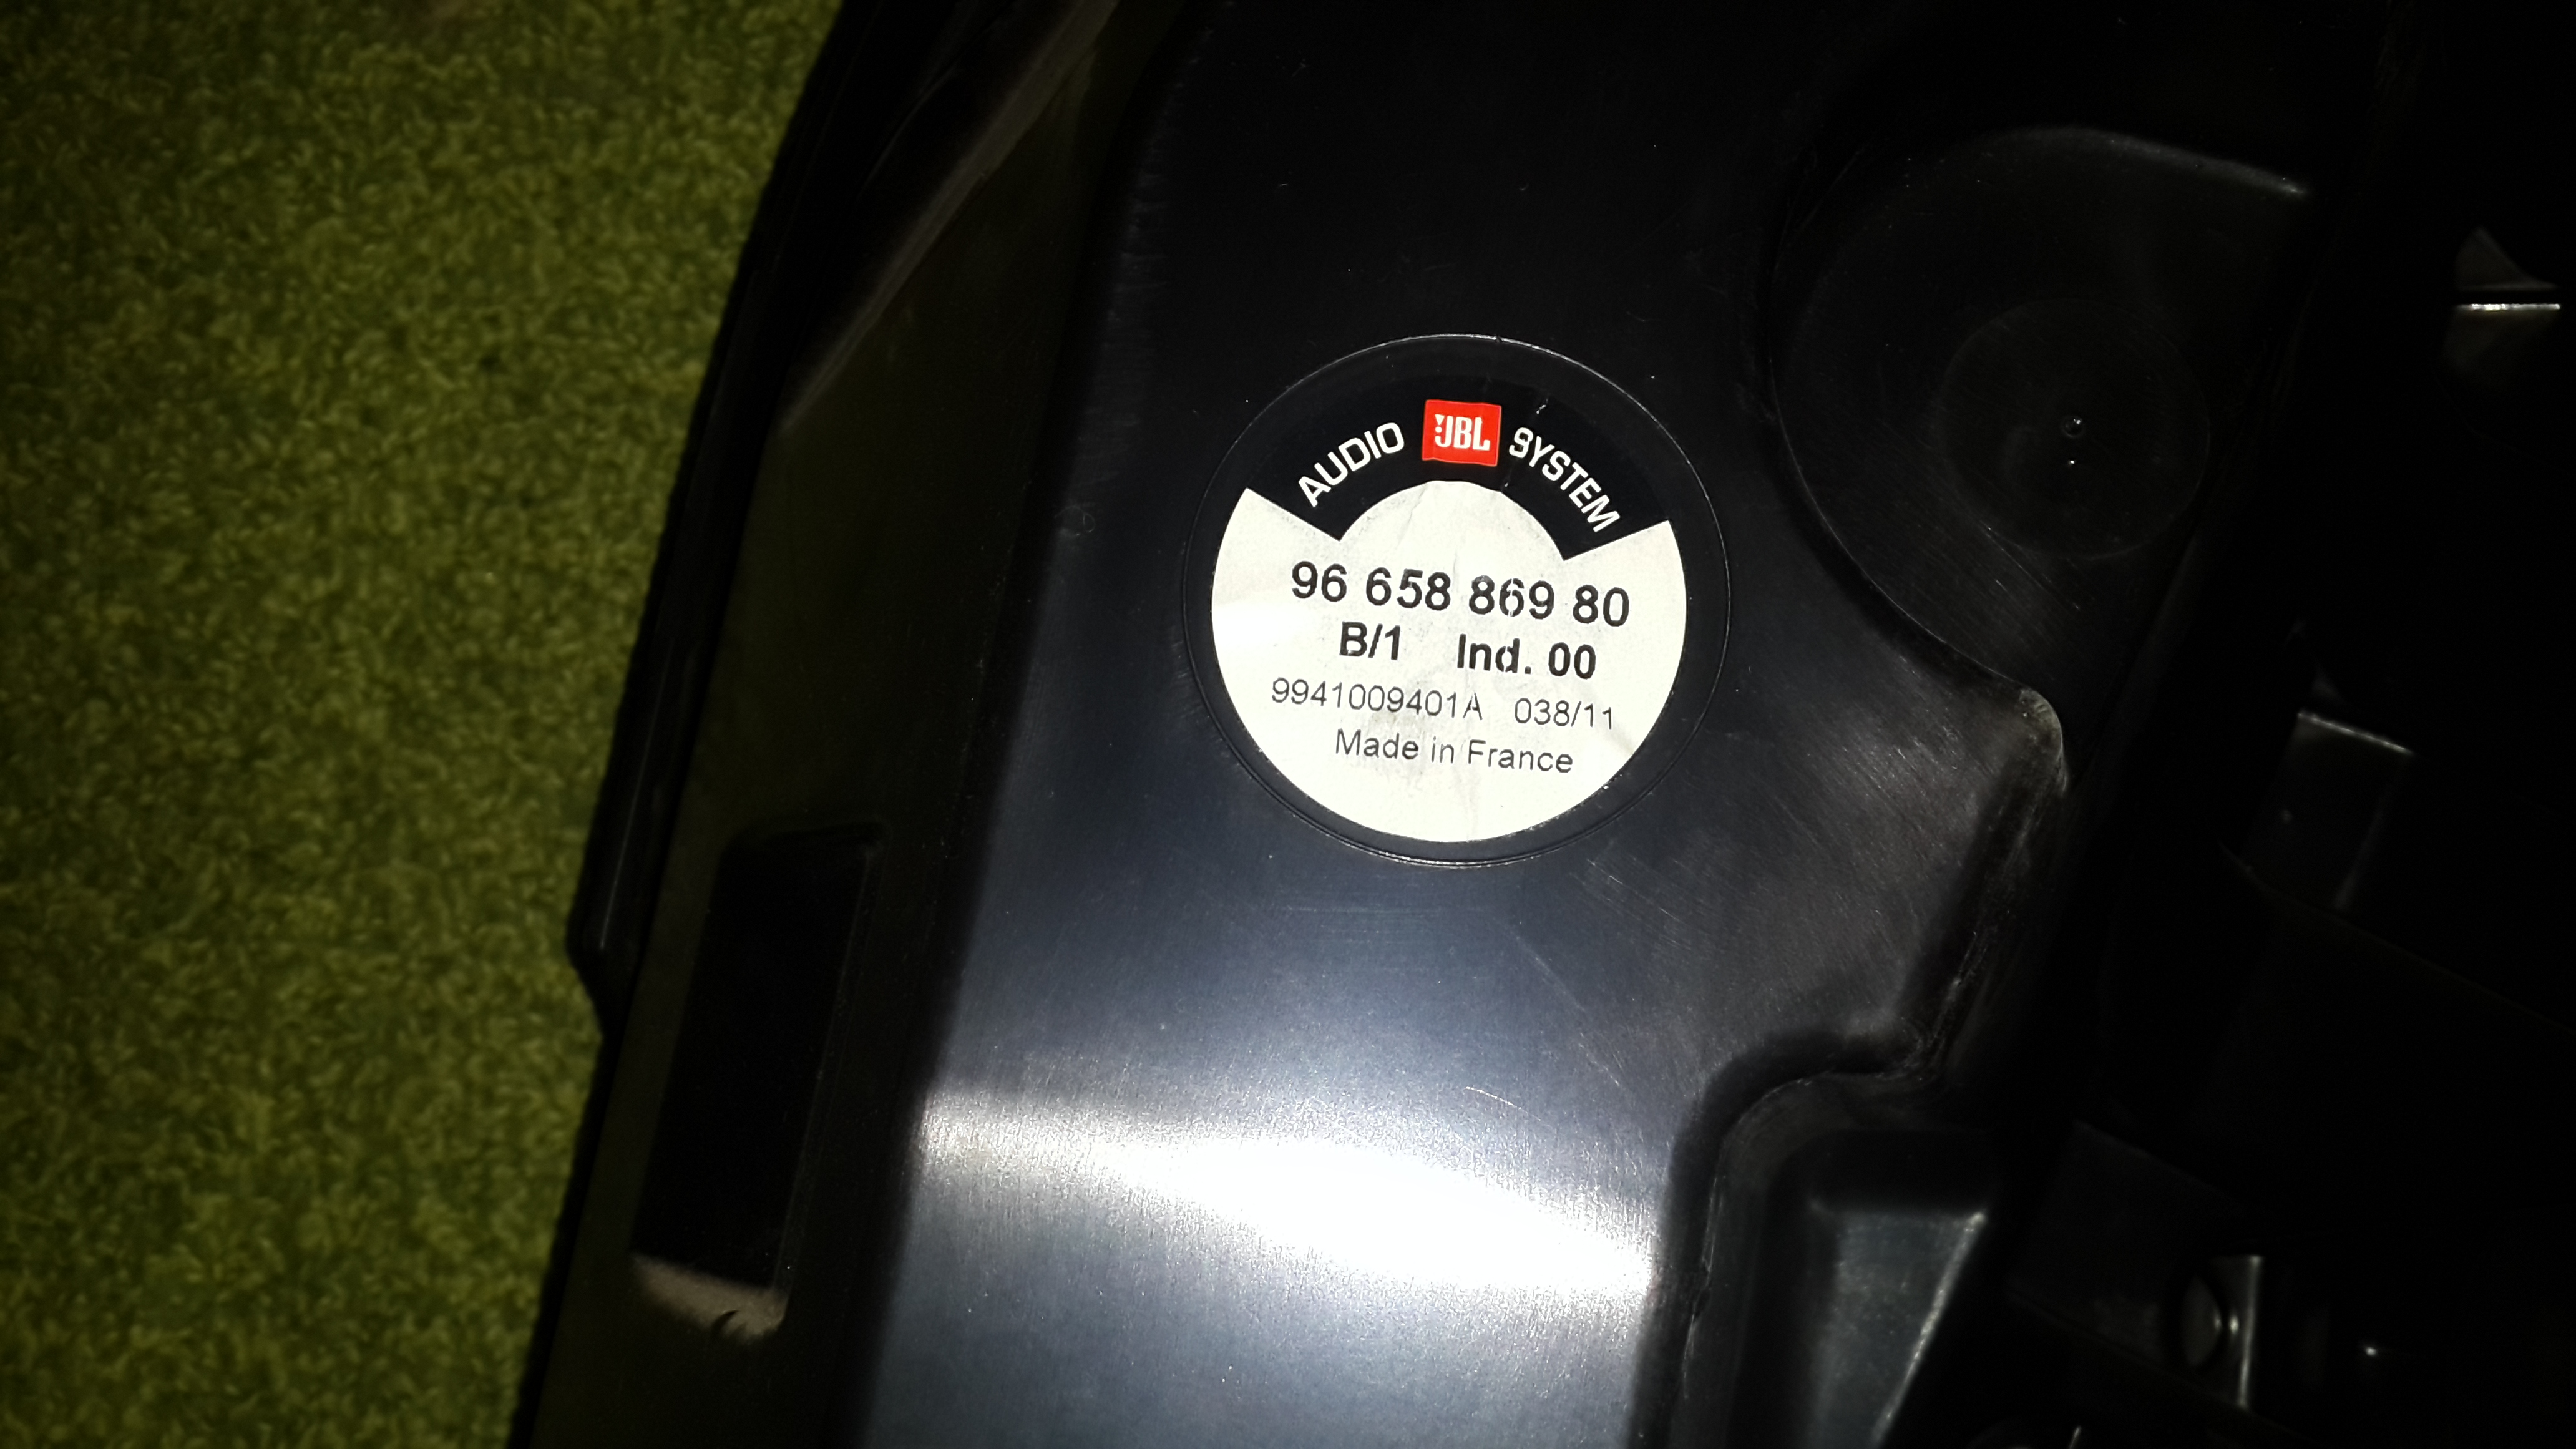 AUDIO JBL SYSTEM
96 658 869 80
B/1 Ind. 00
9941009401A 038/11
Made in France